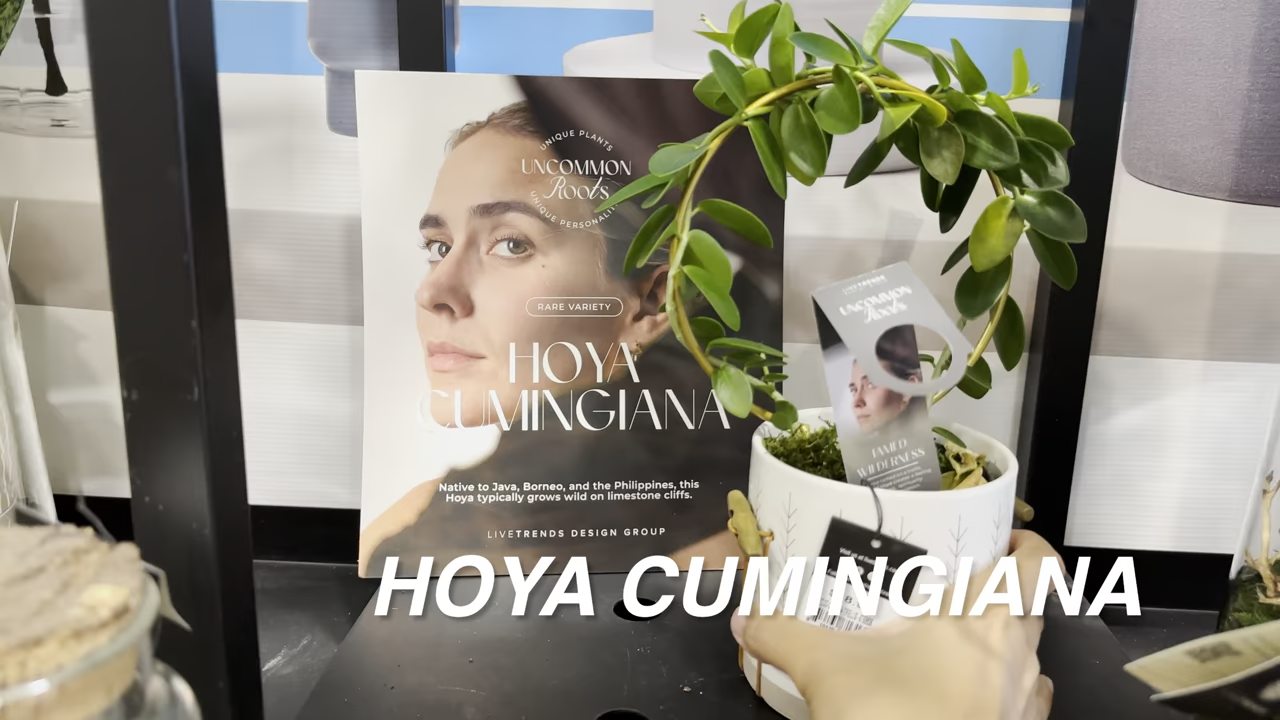 UNIQUE PLANTS
UNCOMMON
Roots
UNIQUE PERSONALI
RARE VARIETY
HOYA
CUMINGIANA
Native to Java, Borneo, and the Philippines, this
Hoya typically grows wild on limestone cliffs.
LIVETRENDS DESIGN GROUP
UNCOMMON
Roots
TAMED
WILDERNESS
HOYA CUMINGIANA